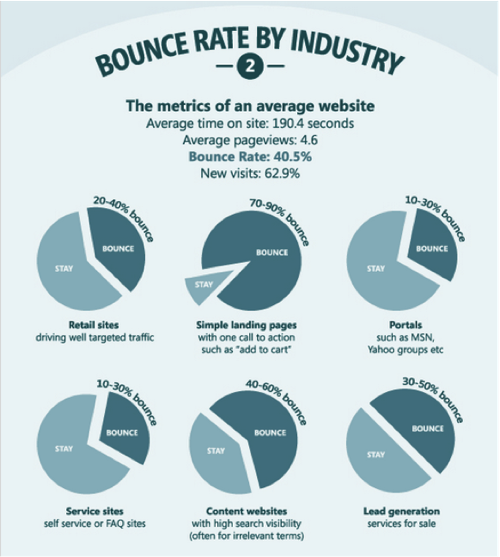 BOUNCE RATE BY INDUSTRY
2
The metrics of an average website
Average time on site: 190.4 seconds
Average pageviews: 4.6
Bounce Rate: 40.5%
New visits: 62.9%
20-40% bounce
BOUNCE
STAY
Retail sites
driving well targeted traffic
70-90% bounce
BOUNCE
STAY
Simple landing pages
with one call to action
such as "add to cart"
10-30% bounce
BOUNCE
STAY
Portals
such as MSN,
Yahoo groups etc
10-30% bounce
BOUNCE
STAY
Service sites
self service or FAQ sites
40-60% bounce
BOUNCE
STAY
Content websites
with high search visibility
(often for irrelevant terms)
30-50% bounce
BOUNCE
STAY
Lead generation
services for sale